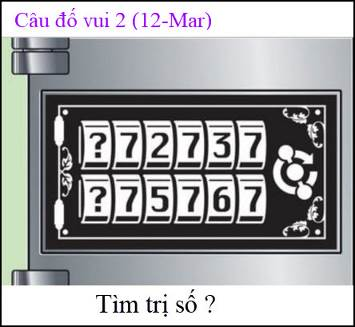 Câu đố vui 2 (12-Mar)
?72737
?75767
Tìm trị số ?